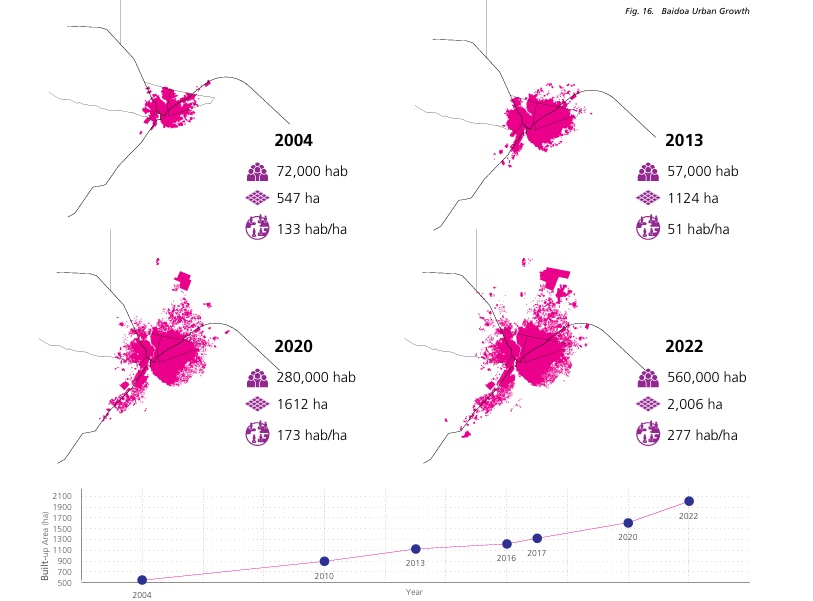 Fig. 16. Baidoa Urban Growth
2004
72,000 hab
547 ha
133 hab/ha
2013
57,000 hab
1124 ha
51 hab/ha
2020
280,000 hab
1612 ha
173 hab/ha
2022
560,000 hab
2,006 ha
277 hab/ha
Built-up Area (ha)
2100
1900
1700
1500
1300
1100
900
700
500
2004
2010
2013
2016
2017
2020
2022
Year